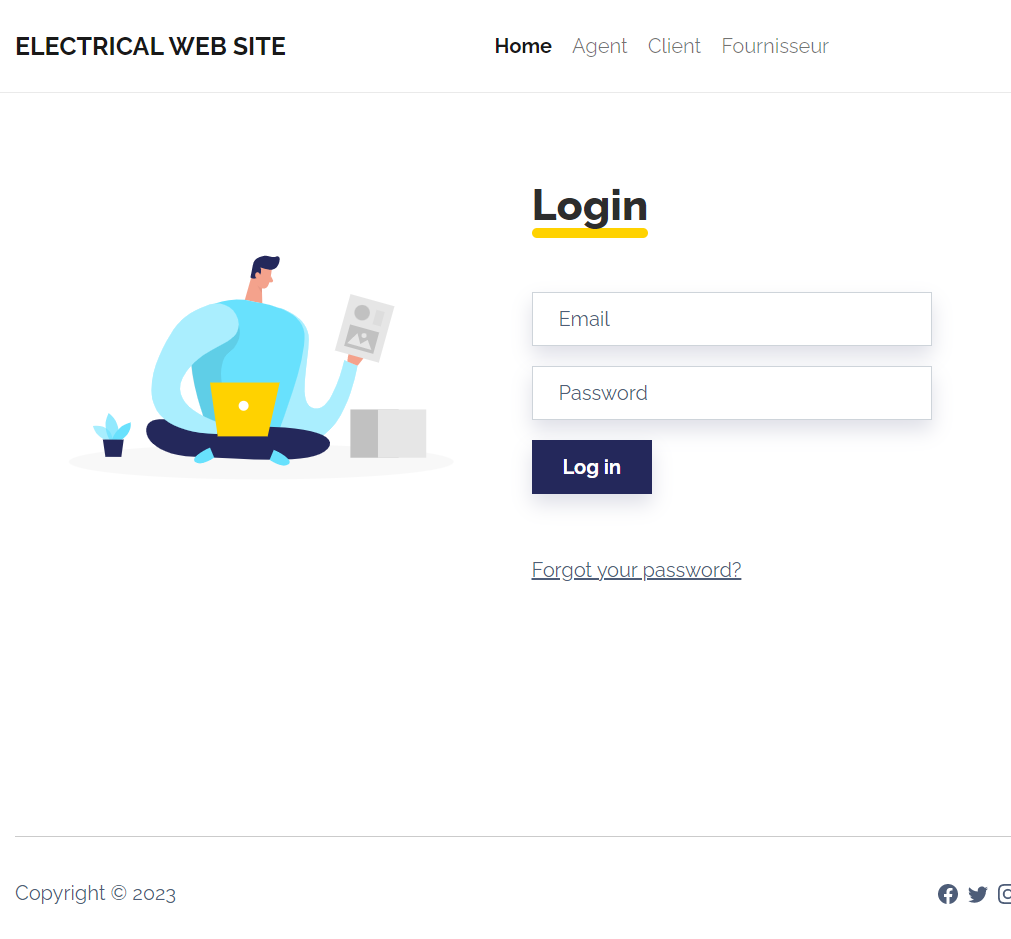 ELECTRICAL WEB SITE
Home Agent Client Fournisseur
Login
Email
Password
Log in
Forgot your password?
Copyright © 2023